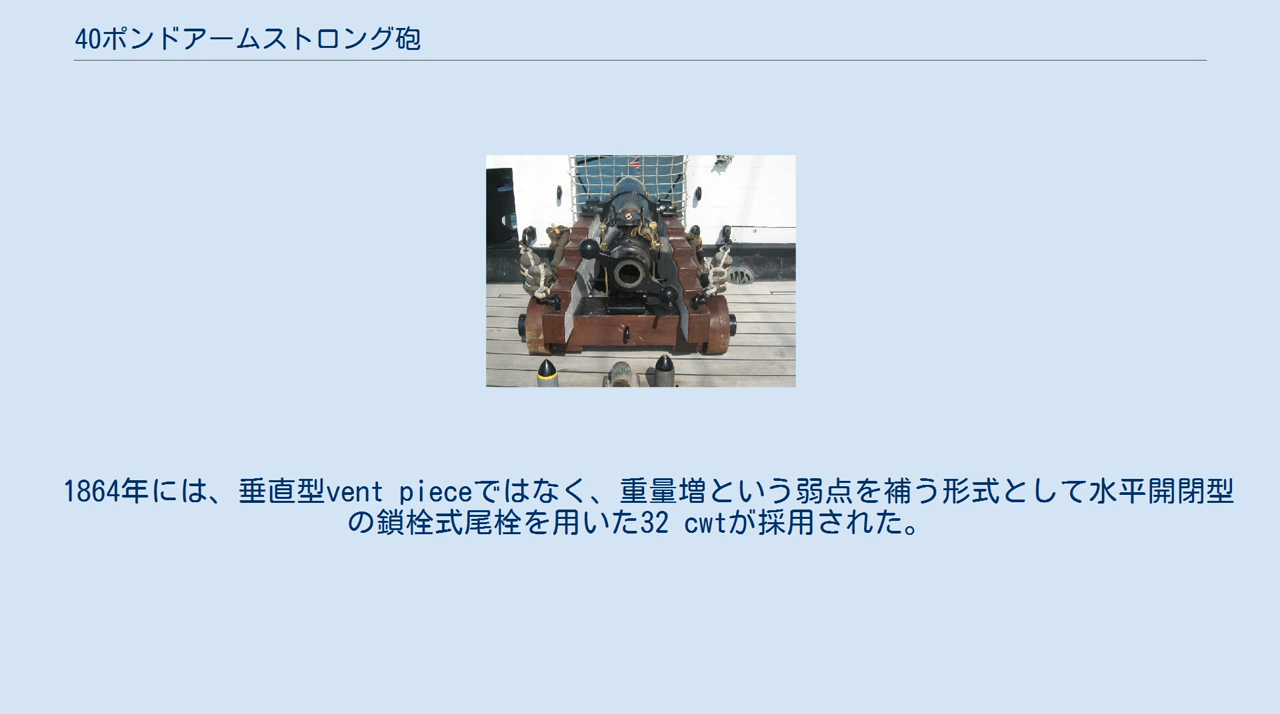 40ポンドアームストロング砲
1864年には、垂直型vent pieceではなく、重量増という弱点を補う形式として水平開閉型
の鎖栓式尾栓を用いた32 cwtが採用された。